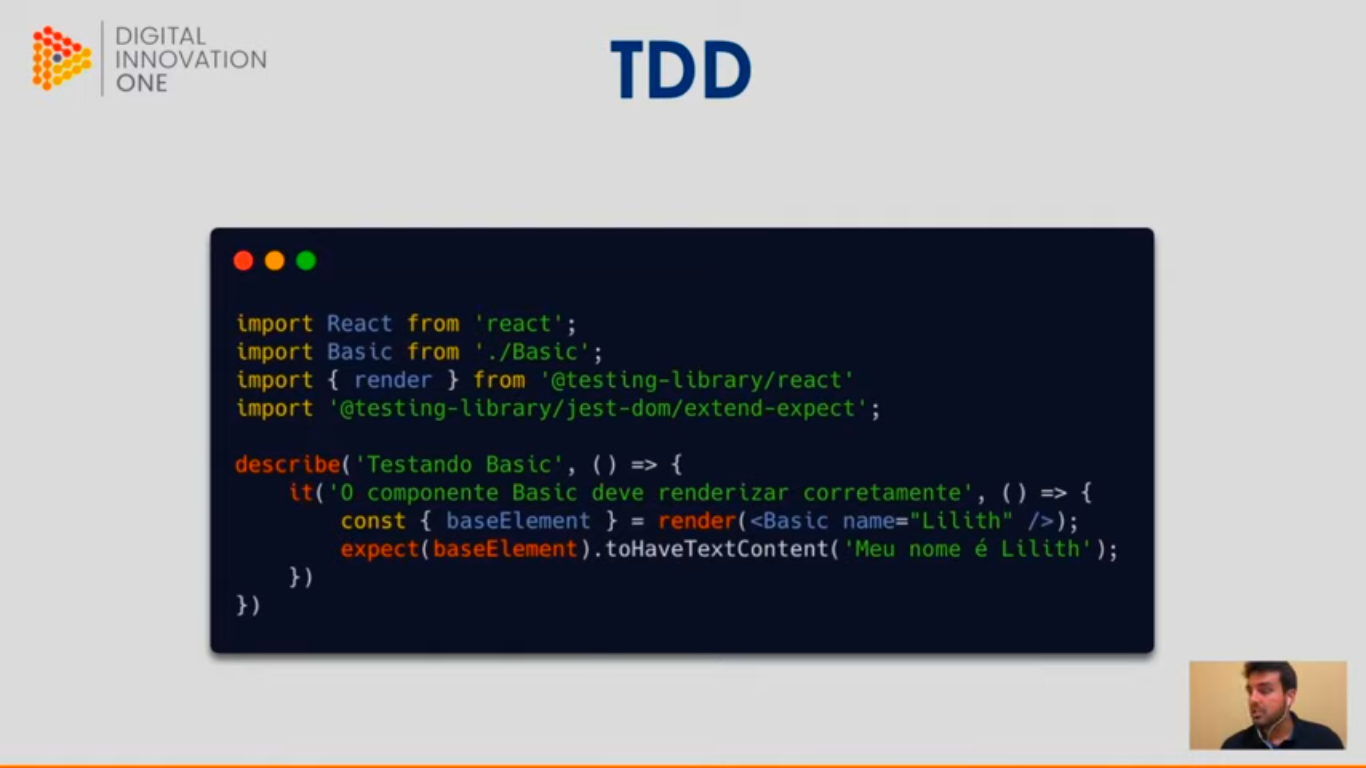 DIGITAL
INNOVATION
ONE
TDD
import React from 'react';
import Basic from './Basic';
import { render } from '@testing-library/react'
import '@testing-library/jest-dom/extend-expect';
describe('Testando Basic', () => {
    it('O componente Basic deve renderizar corretamente', () => {
        const { baseElement } = render(<Basic name="Lilith" />);
        expect(baseElement).toHaveTextContent('Meu nome é Lilith');
    })
})